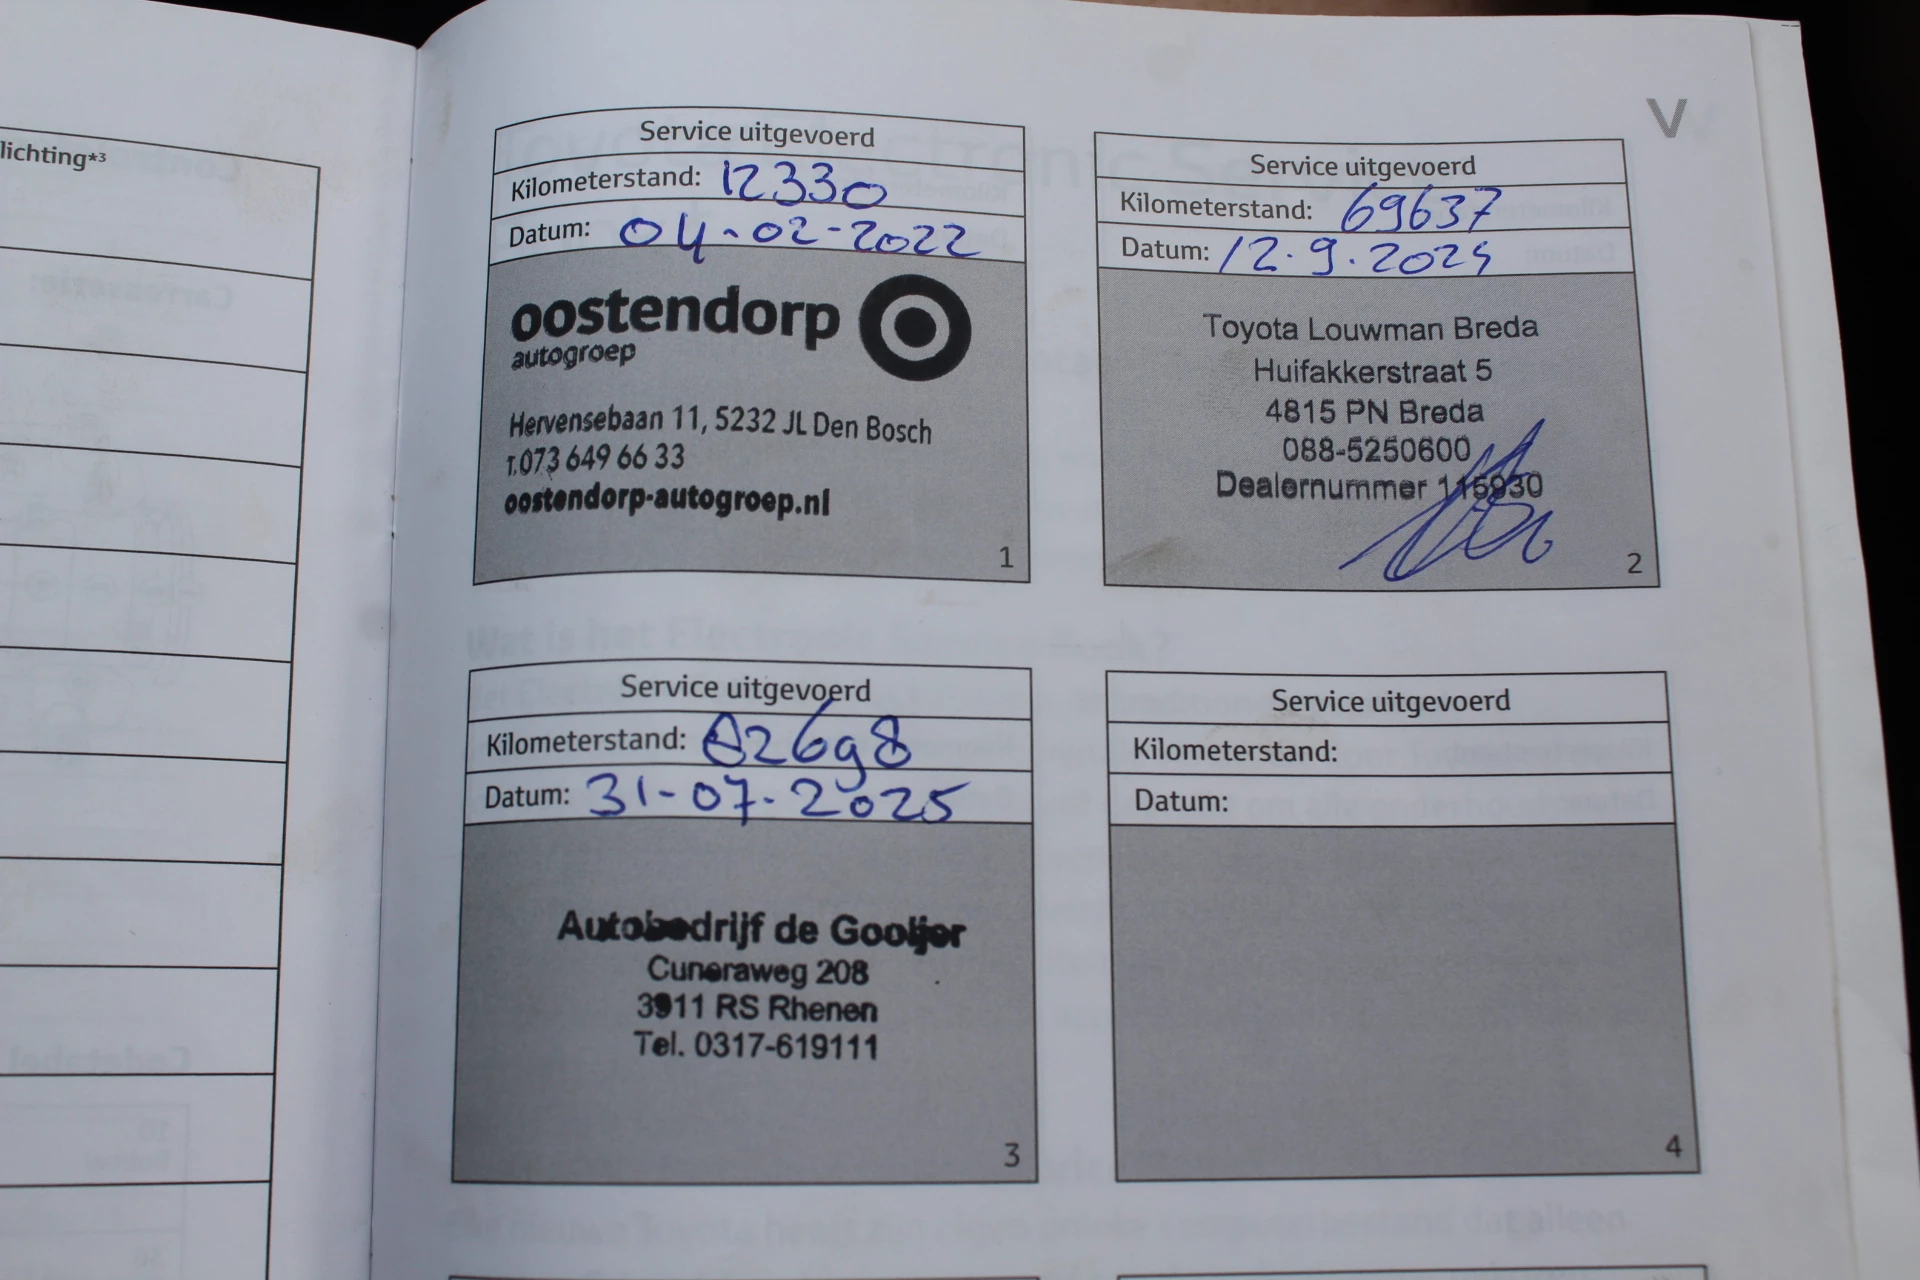 lichting*³
V
Service uitgevoerd
Kilometerstand: 12330
Datum: 04-02-2022
oostendorp
autogroep
Hervensebaan 11, 5232 JL Den Bosch
T.073 649 66 33
oostendorp-autogroep.nl
1
Service uitgevoerd
Kilometerstand: 69637
Datum: 12.9.2024
Toyota Louwman Breda
Huifakkerstraat 5
4815 PN Breda
088-5250600
Dealernummer 115930
2
Service uitgevoerd
Kilometerstand: 82698
Datum: 31-07-2025
Autobedrijf de Gooijer
Cuneraweg 208
3911 RS Rhenen
Tel. 0317-619111
3
Service uitgevoerd
Kilometerstand:
Datum:
4